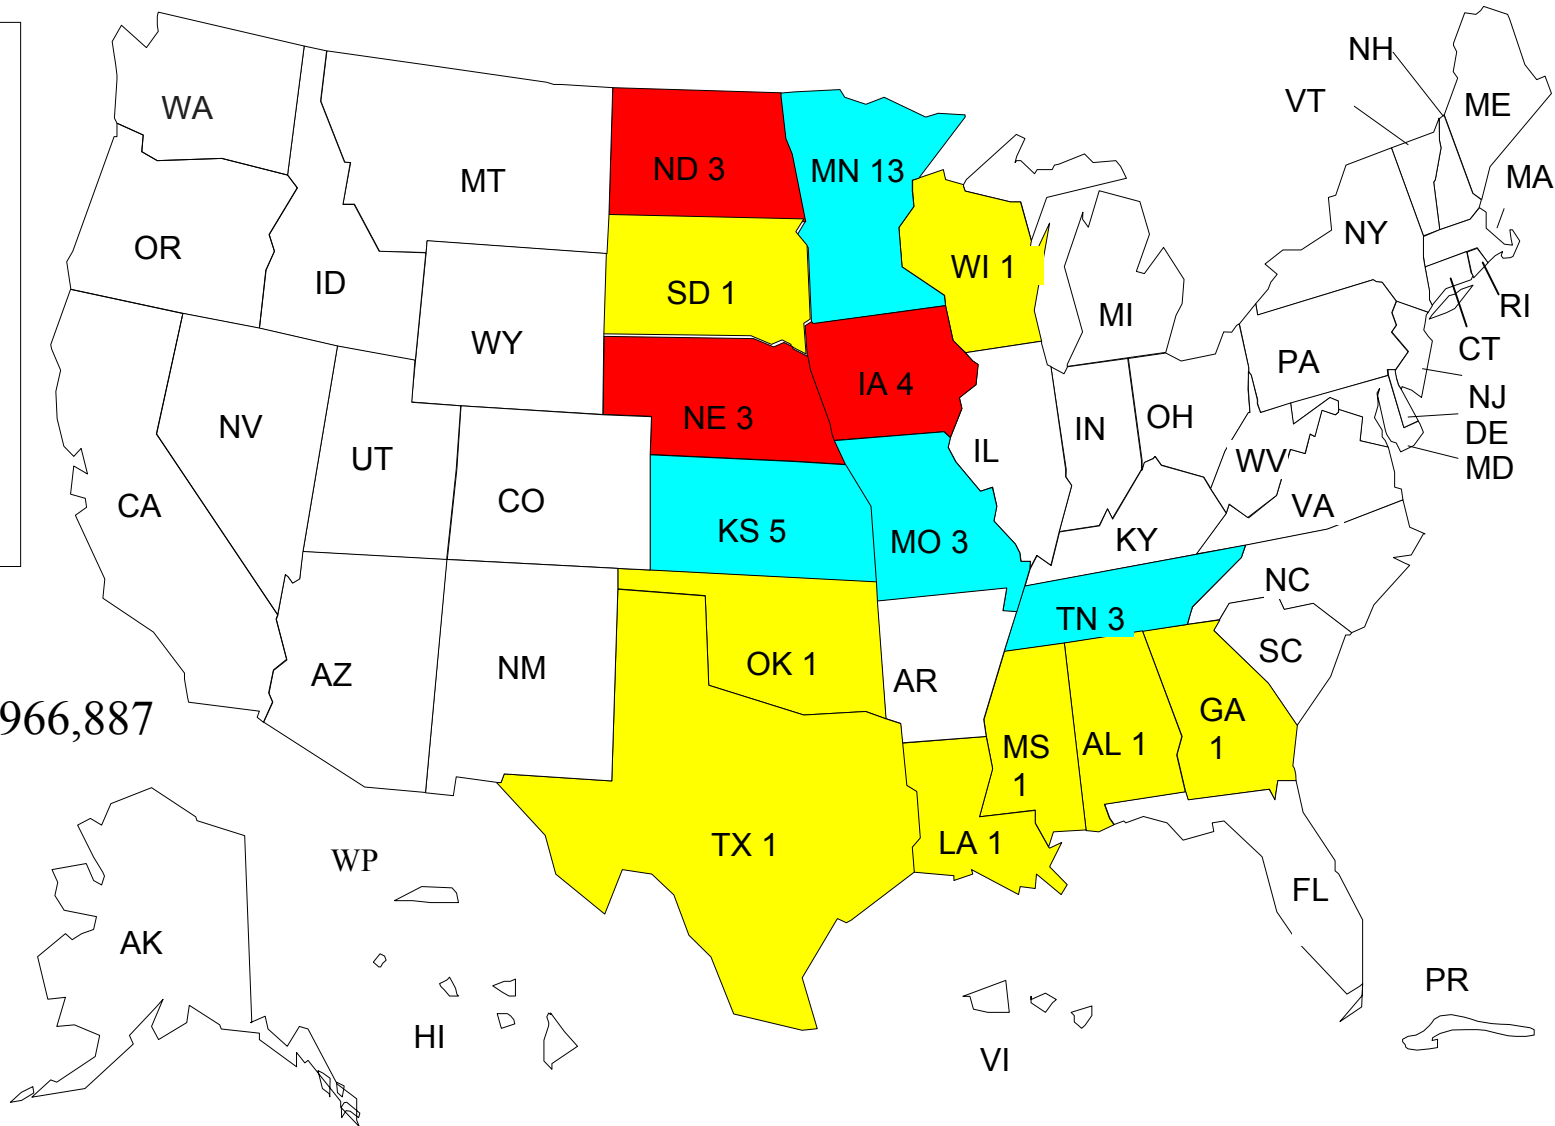 NH
VT
ME
WA
MA
ND 3
MN 13
MT
NY
OR
WI 1
ID
SD 1
RI
MI
WY
CT
PA
IA 4
NJ
NE 3
OH
NV
IN
DE
IL
UT
WV
MD
CO
CA
VA
KS 5
MO 3
KY
NC
TN 3
SC
OK 1
NM
AZ
AR
GA
1
966,887
MS
1
AL 1
TX 1
LA 1
WP
FL
AK
PR
HI
VI